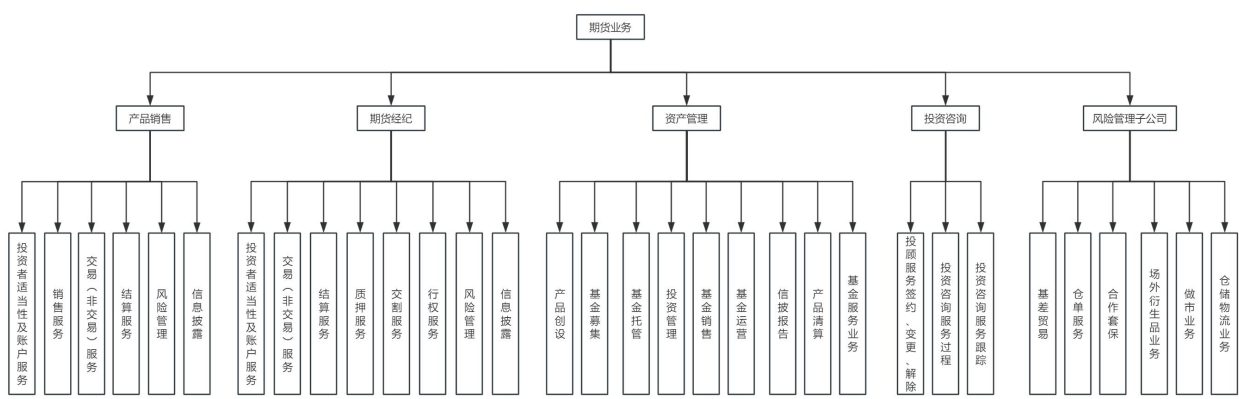 期货业务
产品销售
期货经纪
资产管理
投资咨询
风险管理子公司
投资者适当性及账户服务
销售服务
交易（非交易）服务
结算服务
风险管理
信息披露
投资者适当性及账户服务
交易（非交易）服务
结算服务
质押服务
交割服务
行权服务
风险管理
信息披露
产品创设
基金募集
基金托管
投资管理
基金销售
基金运营
信披报告
产品清算
基金服务业务
投顾服务签约、变更、解除
投资咨询服务过程
投资咨询服务跟踪
基差贸易
仓单服务
合作套保
场外衍生品业务
做市业务
仓储物流业务